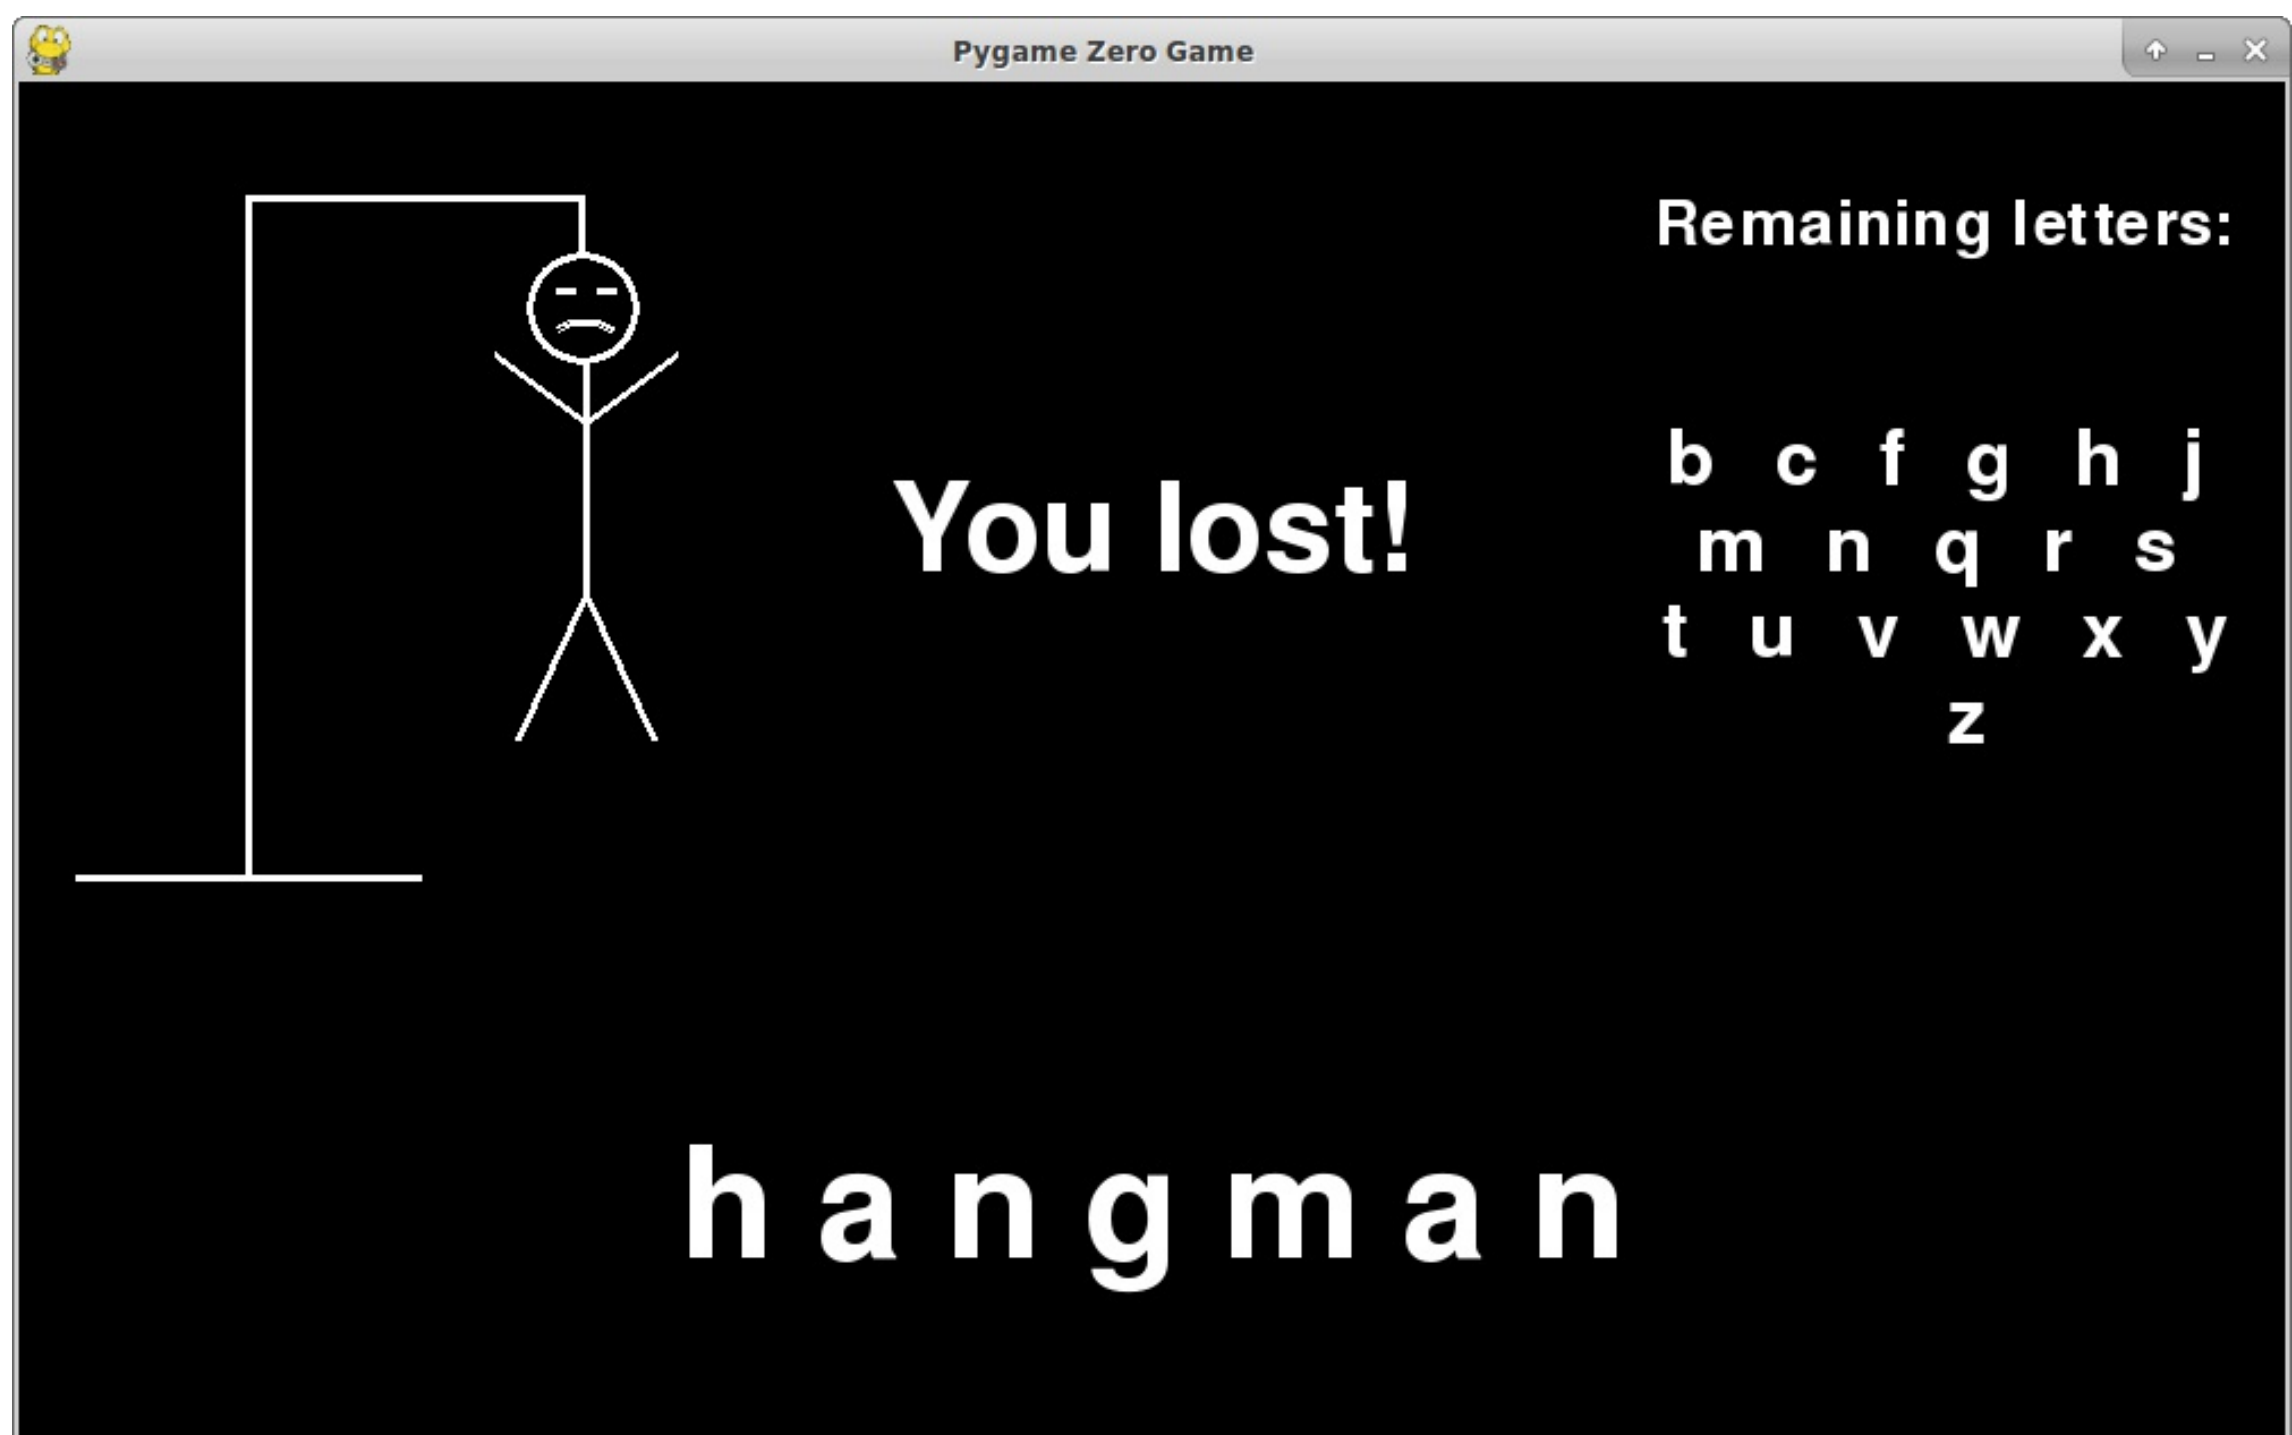 Pygame Zero Game
Remaining letters:
b c f g h j
m n q r s
t u v w x y
z
You lost!
h a n g m a n